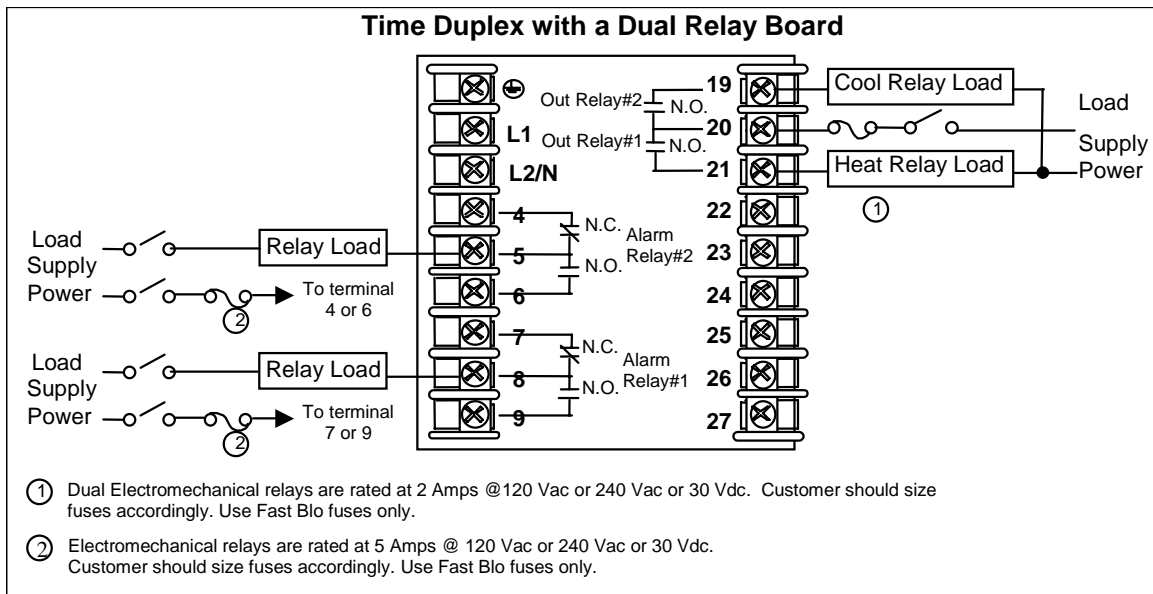 Time Duplex with a Dual Relay Board
L1
L2/N
4
5
6
7
8
9
N.C.
N.O.
Alarm
Relay#2
N.C.
N.O.
Alarm
Relay#1
Out Relay#2
N.O.
Out Relay#1
N.O.
19
20
21
22
23
24
25
26
27
Cool Relay Load
Heat Relay Load
1
Load
Supply
Power
Load
Supply
Power
Relay Load
2
To terminal
4 or 6
Load
Supply
Power
Relay Load
2
To terminal
7 or 9
1 Dual Electromechanical relays are rated at 2 Amps @120 Vac or 240 Vac or 30 Vdc. Customer should size
fuses accordingly. Use Fast Blo fuses only.
2 Electromechanical relays are rated at 5 Amps @ 120 Vac or 240 Vac or 30 Vdc.
Customer should size fuses accordingly. Use Fast Blo fuses only.